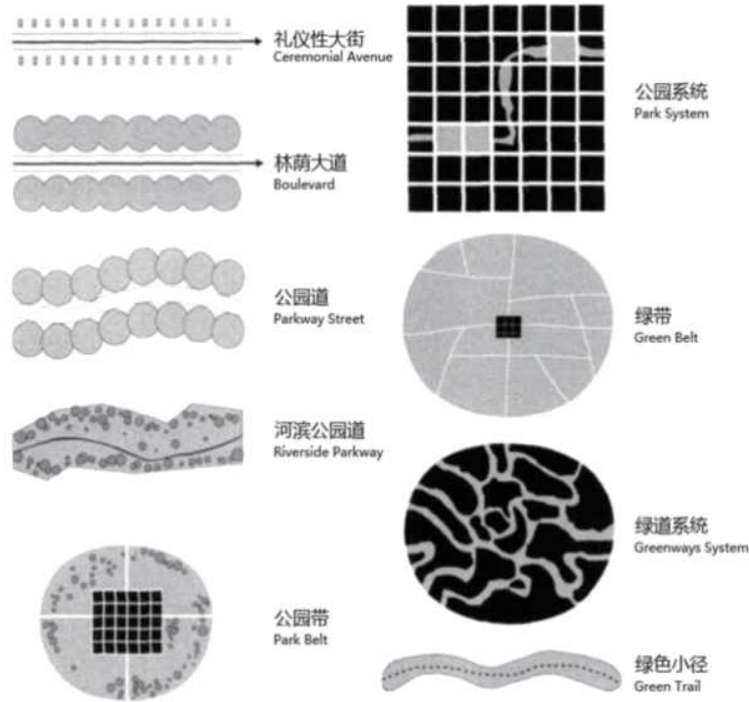 礼仪性大街
Ceremonial Avenue
林荫大道
Boulevard
公园道
Parkway Street
河滨公园道
Riverside Parkway
公园带
Park Belt
公园系统
Park System
绿带
Green Belt
绿道系统
Greenways System
绿色小径
Green Trail